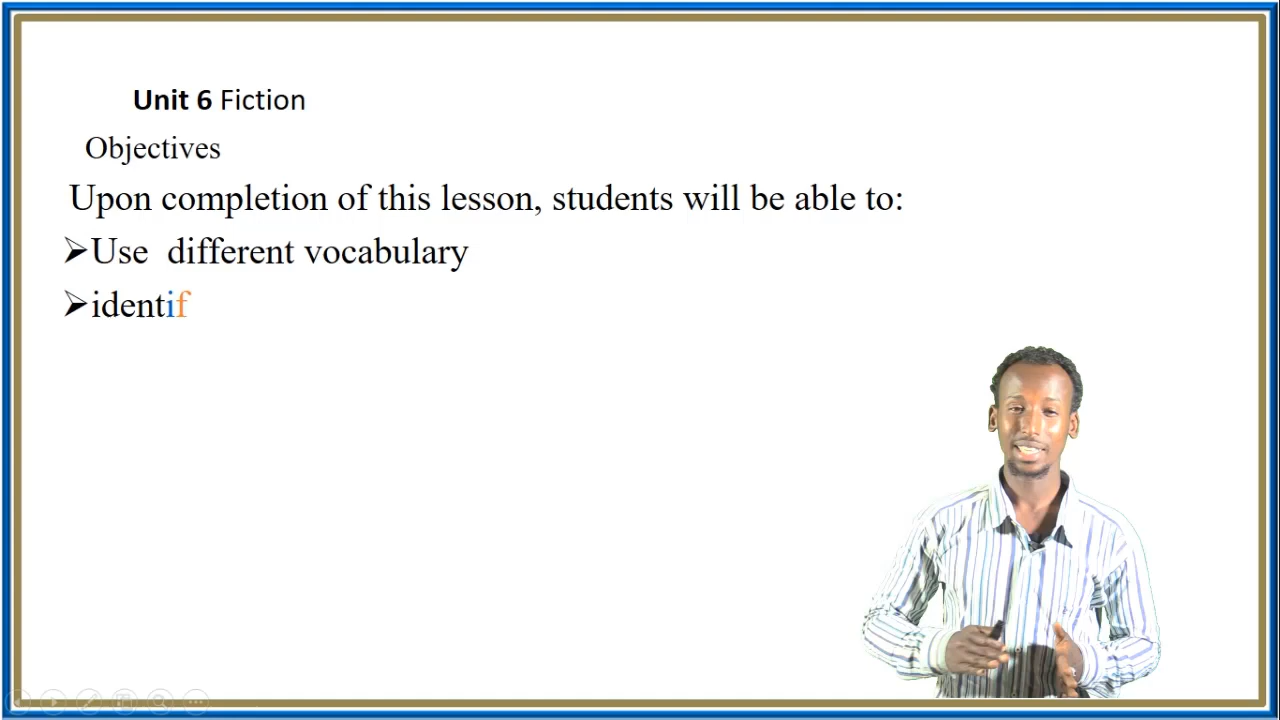 Unit 6 Fiction
Objectives
Upon completion of this lesson, students will be able to:
➢Use different vocabulary
➢identif